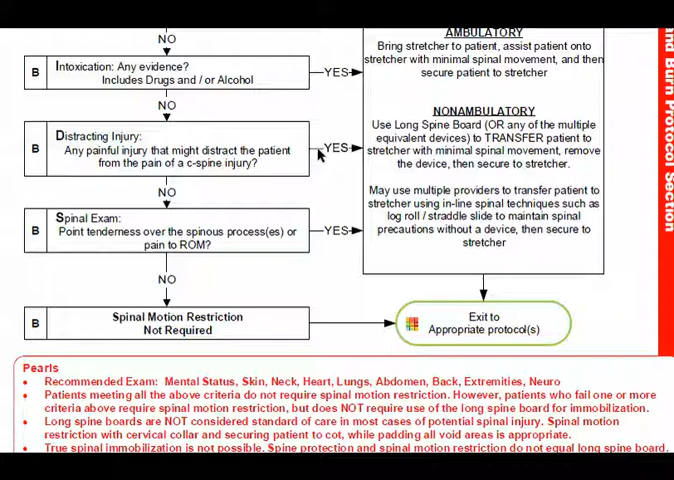 NO
B
Intoxication: Any evidence?
Includes Drugs and / or Alcohol
YES
NO
B
Distracting Injury:
Any painful injury that might distract the patient
from the pain of a c-spine injury?
YES
NO
B
Spinal Exam:
Point tenderness over the spinous process(es) or
pain to ROM?
YES
NO
B
Spinal Motion Restriction
Not Required
AMBULATORY
Bring stretcher to patient, assist patient onto
stretcher with minimal spinal movement, and then
secure patient to stretcher
NONAMBULATORY
Use Long Spine Board (OR any of the multiple
equivalent devices) to TRANSFER patient to
stretcher with minimal spinal movement, remove
the device, then secure to stretcher.
May use multiple providers to transfer patient to
stretcher using in-line spinal techniques such as
log roll / straddle slide to maintain spinal
precautions without a device, then secure to
stretcher
Exit to
Appropriate protocol(s)
and Burn Protocol Section
Pearls
• Recommended Exam: Mental Status, Skin, Neck, Heart, Lungs, Abdomen, Back, Extremities, Neuro
• Patients meeting all the above criteria do not require spinal motion restriction. However, patients who fail one or more
criteria above require spinal motion restriction, but does NOT require use of the long spine board for immobilization.
• Long spine boards are NOT considered standard of care in most cases of potential spinal injury. Spinal motion
restriction with cervical collar and securing patient to cot, while padding all void areas is appropriate.
• True spinal immobilization is not possible. Spine protection and spinal motion restriction do not equal long spine board.